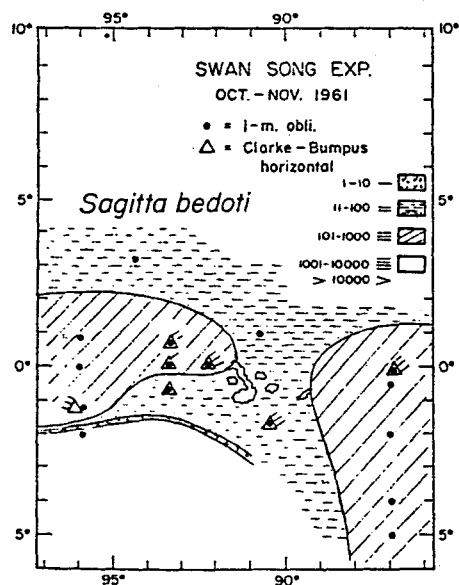 95° 90°
10° 10°
SWAN SONG EXP.
OCT.-NOV. 1961
• = 1-m. obli.
△ = Clarke-Bumpus
horizontal
1-10
5° 5°
11-100
Sagitta bedoti
101-1000
1001-10000
> 10000 >
0° 0°
5° 5°
95° 90°